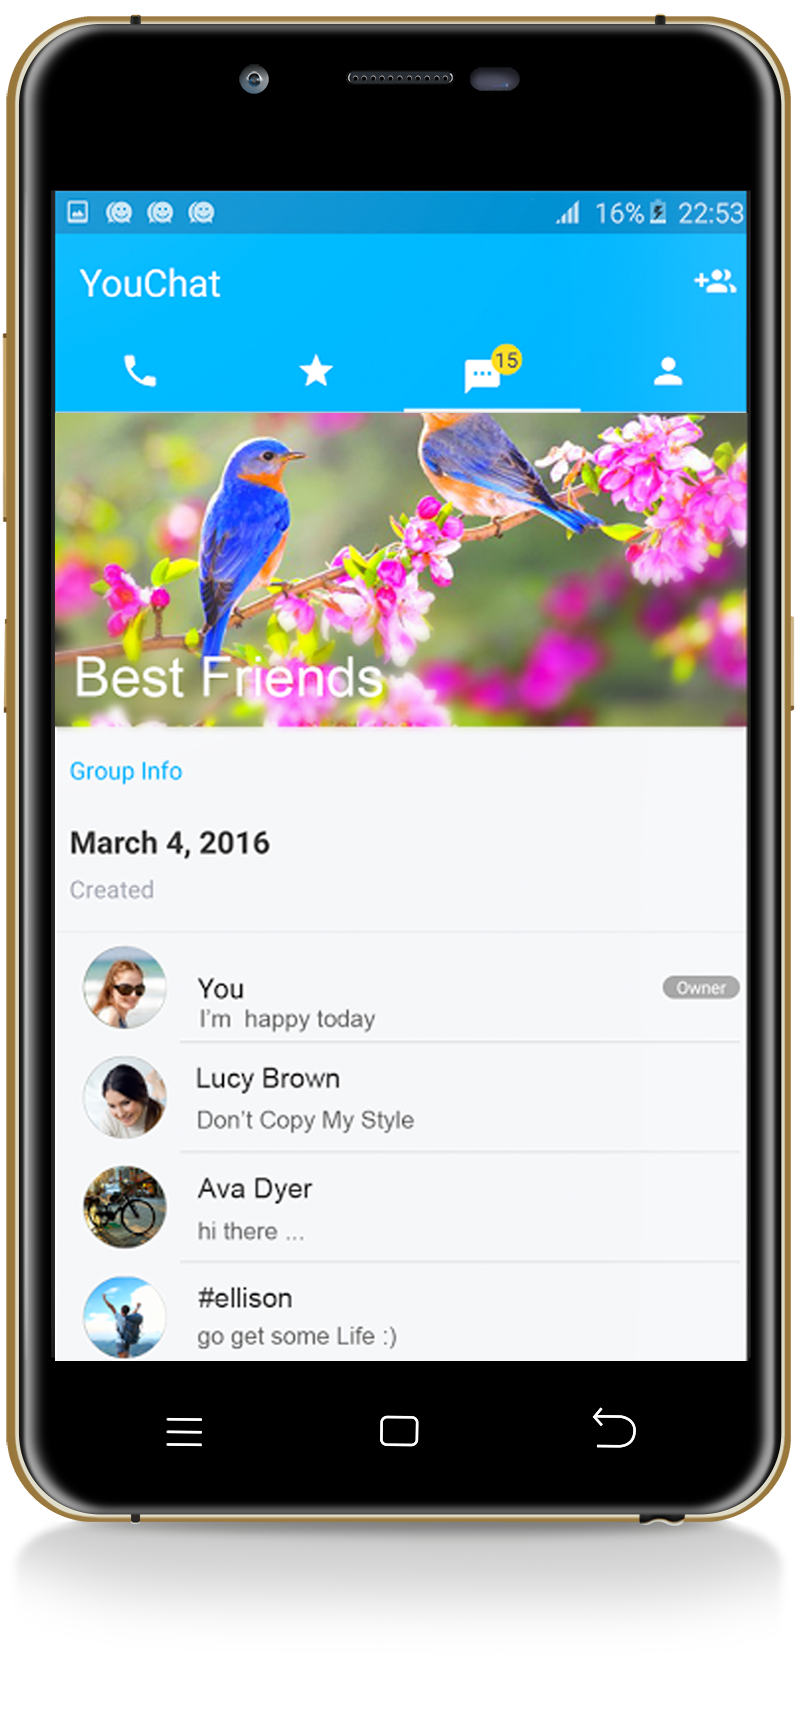 16% 22:53
YouChat
15
Best Friends
Group Info
March 4, 2016
Created
You
Owner
I'm happy today
Lucy Brown
Don't Copy My Style
Ava Dyer
hi there ...
#ellison
go get some Life :)